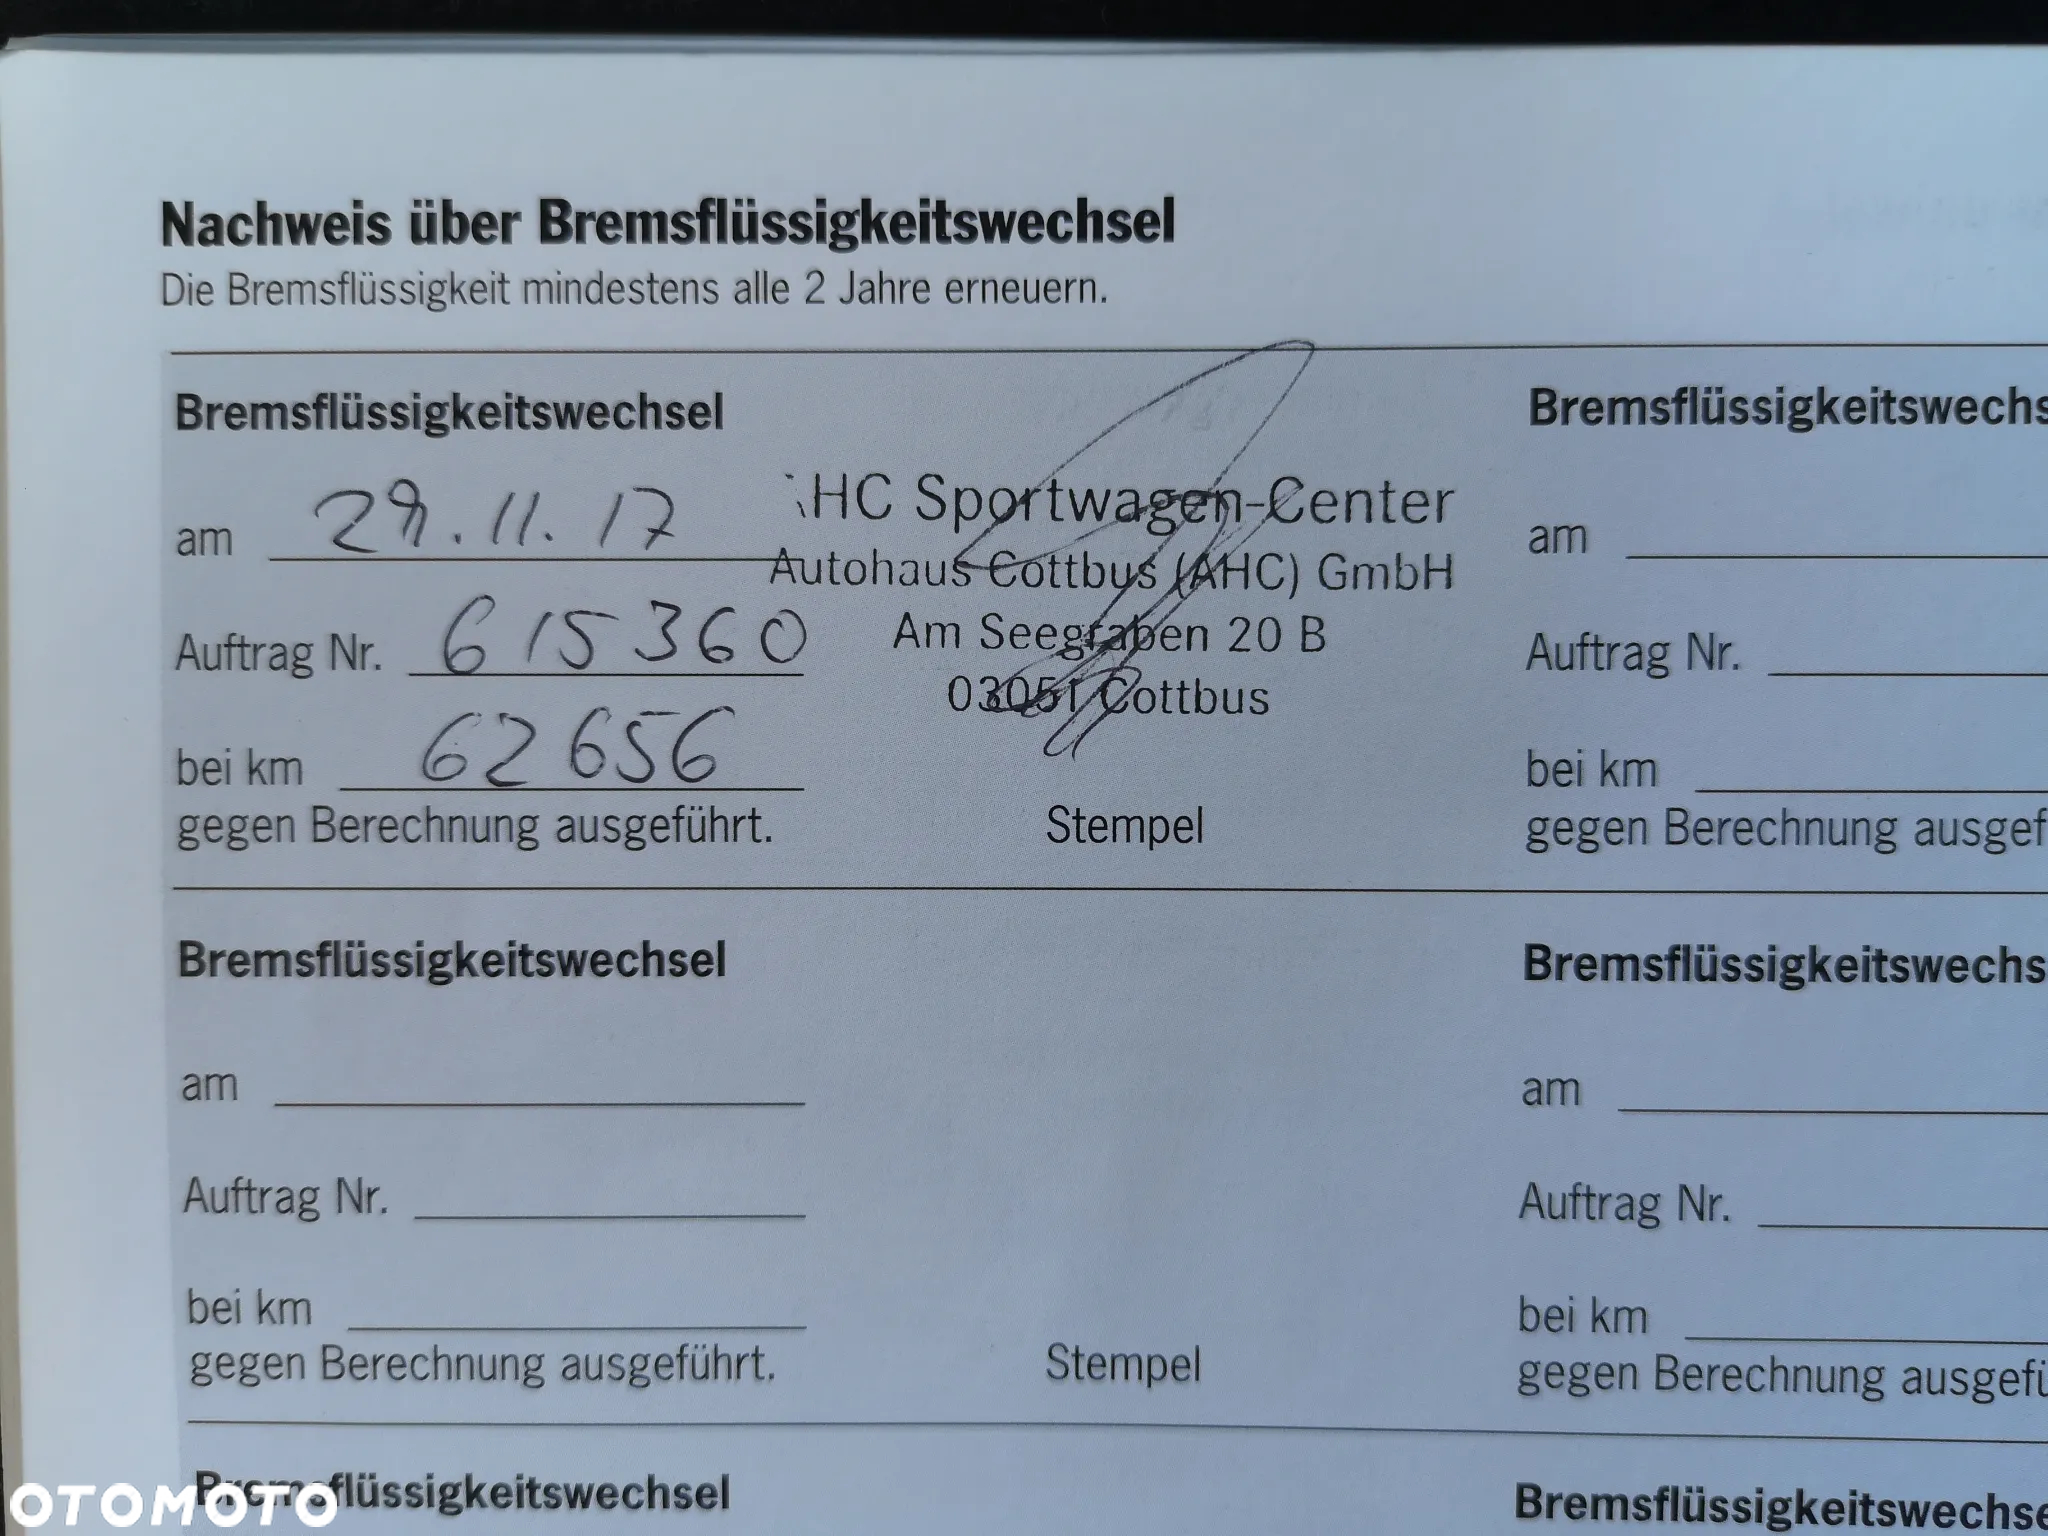 Nachweis über Bremsflüssigkeitswechsel
Die Bremsflüssigkeit mindestens alle 2 Jahre erneuern.
Bremsflüssigkeitswechsel
am 29.11.17
Auftrag Nr. 615360
bei km 62656
gegen Berechnung ausgeführt.
HC Sportwagen-Center
Autohaus Cottbus (AHC) GmbH
Am Seegraben 20 B
03051 Cottbus
Stempel
Bremsflüssigkeitswechs
am
Auftrag Nr.
bei km
gegen Berechnung ausgef
Bremsflüssigkeitswechsel
am
Auftrag Nr.
bei km
gegen Berechnung ausgeführt.
Stempel
Bremsflüssigkeitswechs
am
Auftrag Nr.
bei km
gegen Berechnung ausgefü
Bremsflüssigkeitswechsel
Bremsflüssigkeitswechse
OTOMOTO